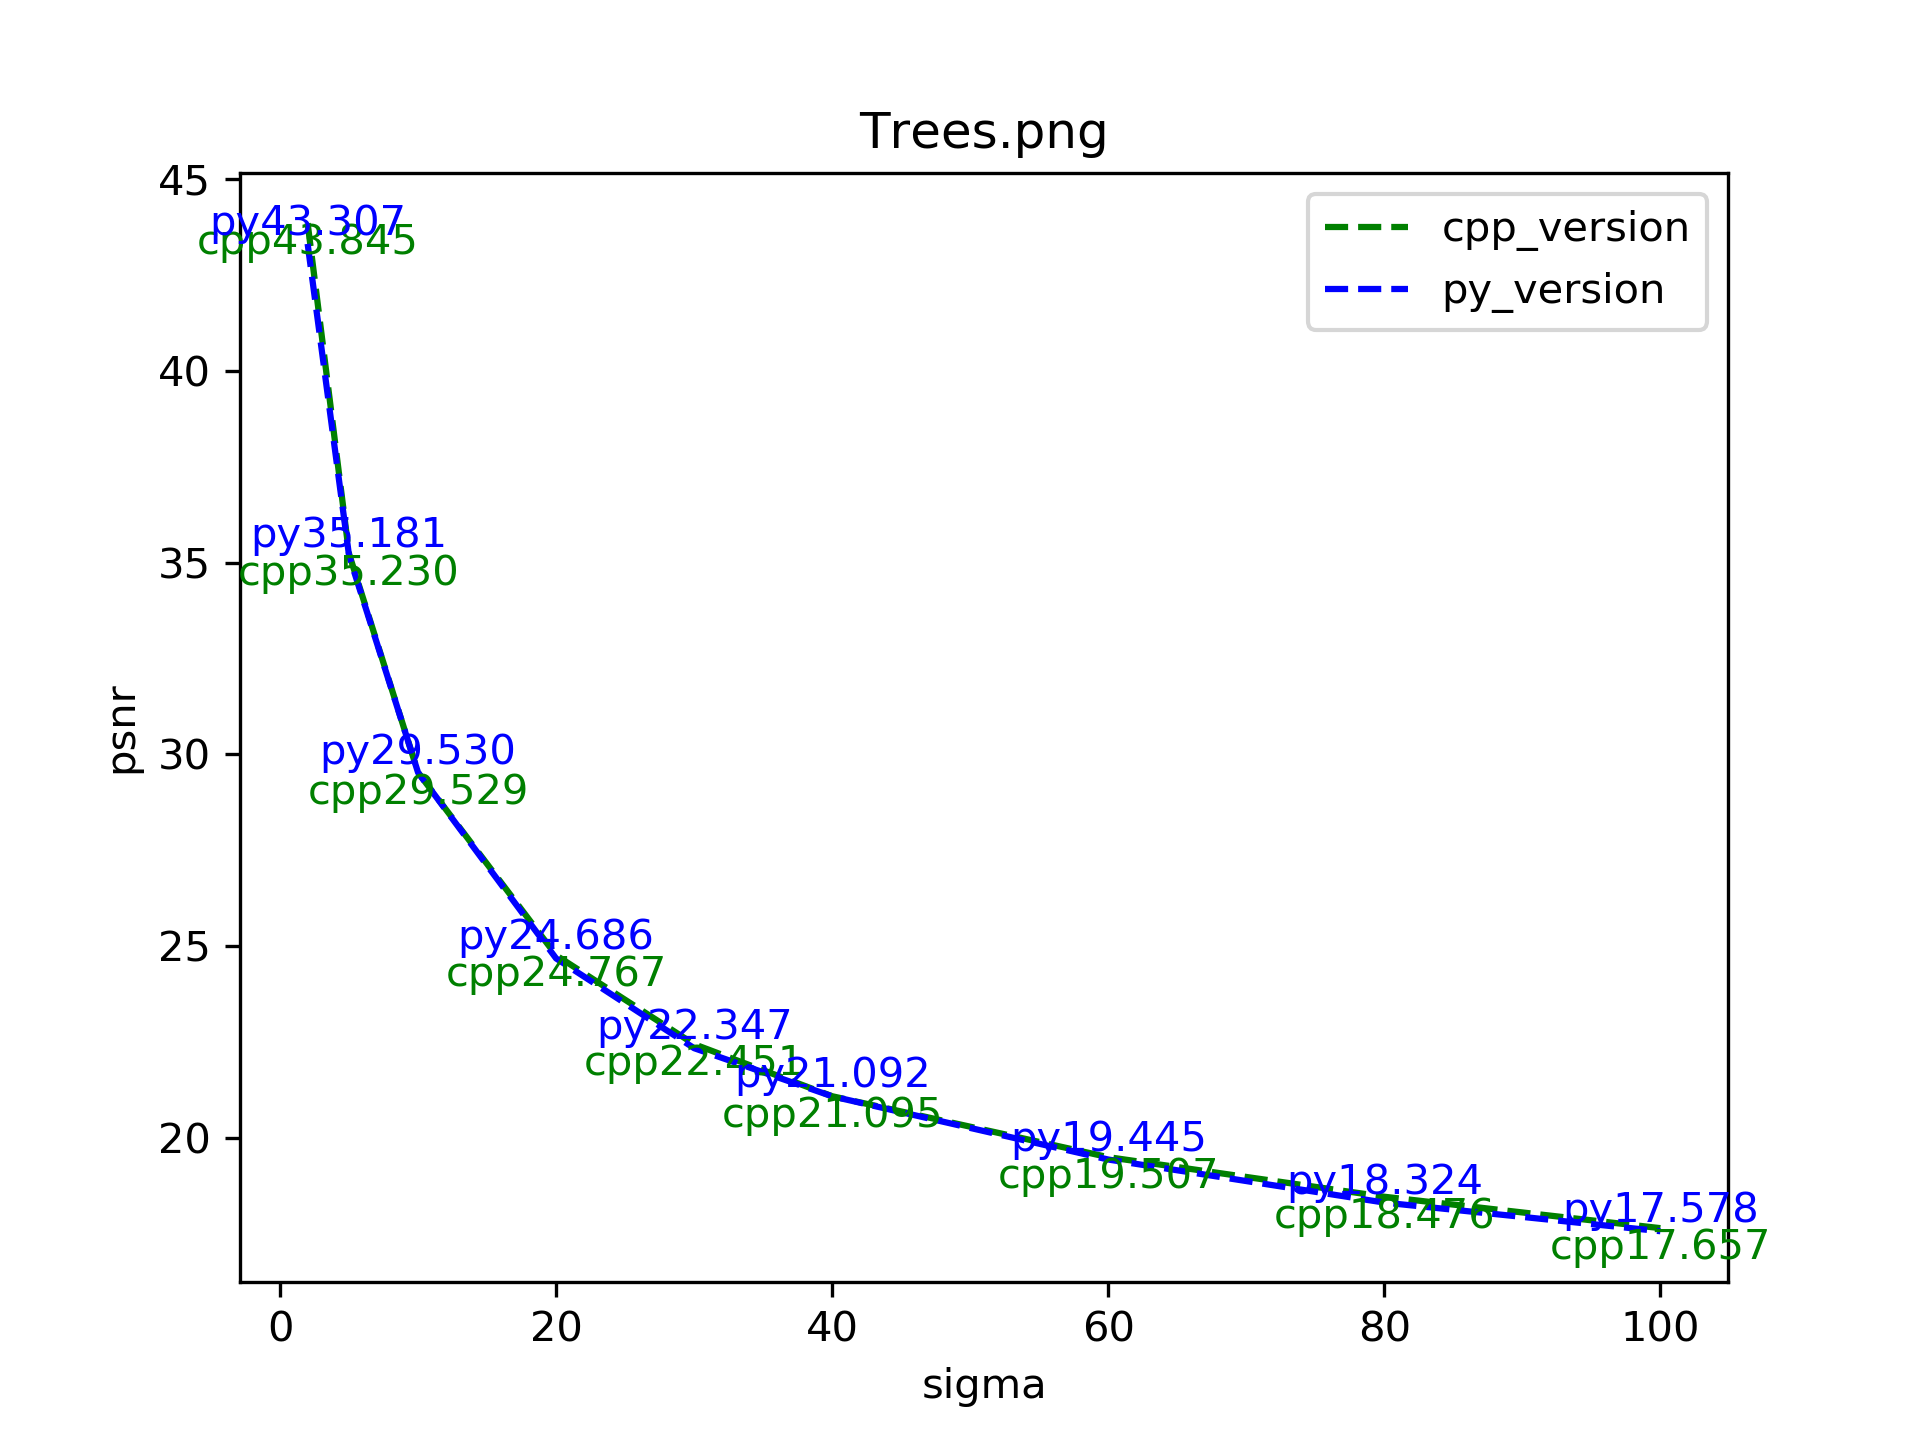 Trees.png
cpp_version
py_version
psnr
45
40
35
30
25
20
py43.307
cpp43.845
py35.181
cpp35.230
py29.530
cpp29.529
py24.686
cpp24.767
py22.347
cpp22.451
py21.092
cpp21.095
py19.445
cpp19.507
py18.324
cpp18.476
py17.578
cpp17.657
0 20 40 60 80 100
sigma